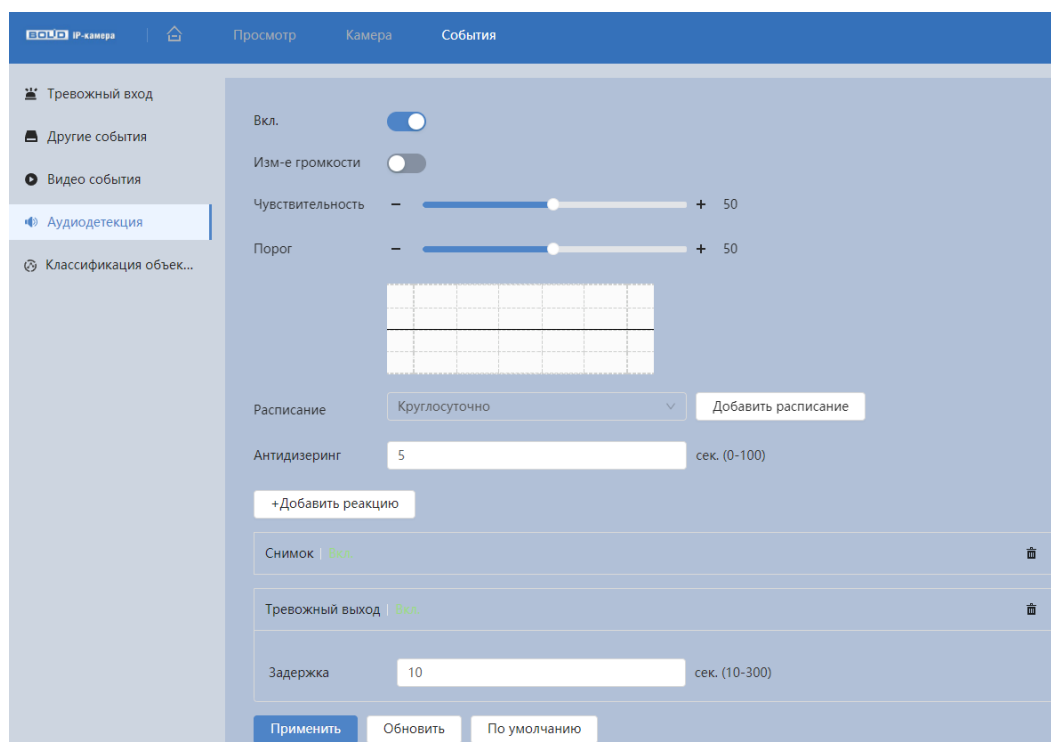 BOLID IP-камера
Просмотр
Камера
События
Тревожный вход
Другие события
Видео события
Аудиодетекция
Классификация объек...
Вкл.
Изм-е громкости
Чувствительность − + 50
Порог − + 50
Расписание Круглосуточно Добавить расписание
Антидизеринг 5 сек. (0-100)
+Добавить реакцию
Снимок |
Тревожный выход |
Задержка 10 сек. (10-300)
Применить Обновить По умолчанию